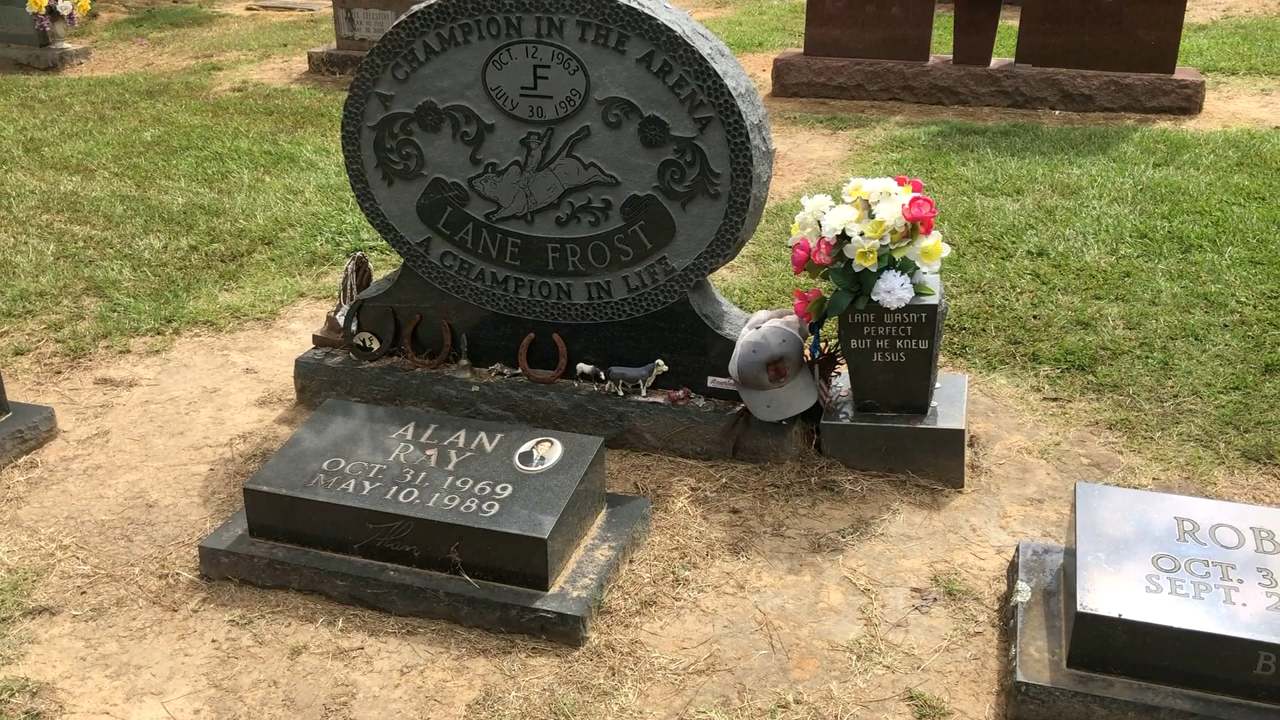 A CHAMPION IN THE ARENA
OCT. 12, 1963
F
JULY 30, 1989
LANE FROST
A CHAMPION IN LIFE
LANE WASN'T
PERFECT
BUT HE KNEW
JESUS
ALAN
RAY
OCT. 31, 1969
MAY 10, 1989
Alan
ROB
OCT. 3
SEPT. 2
B